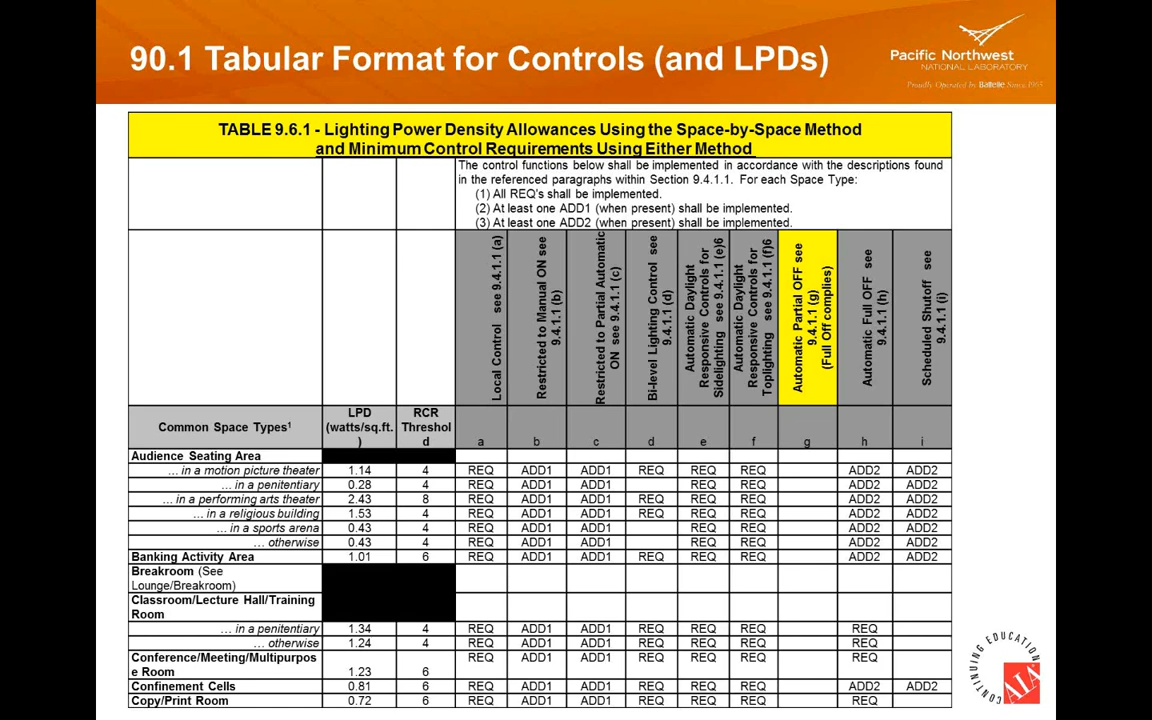 90.1 Tabular Format for Controls (and LPDs)
Pacific Northwest
NATIONAL LABORATORY
Proudly Operated by Battelle Since 1965
TABLE 9.6.1 - Lighting Power Density Allowances Using the Space-by-Space Method
and Minimum Control Requirements Using Either Method
The control functions below shall be implemented in accordance with the descriptions found
in the referenced paragraphs within Section 9.4.1.1. For each Space Type:
(1) All REQ's shall be implemented.
(2) At least one ADD1 (when present) shall be implemented.
(3) At least one ADD2 (when present) shall be implemented.
Local Control see 9.4.1.1 (a)
Restricted to Manual ON see
9.4.1.1 (b)
Restricted to Partial Automatic
ON see 9.4.1.1 (c)
Bi-level Lighting Control see
9.4.1.1 (d)
Automatic Daylight
Responsive Controls for
Sidelighting see 9.4.1.1 (e)6
Automatic Daylight
Responsive Controls for
Toplighting see 9.4.1.1 (f)6
Automatic Partial OFF see
9.4.1.1 (g)
(Full Off complies)
Automatic Full OFF see
9.4.1.1 (h)
Scheduled Shutoff see
9.4.1.1 (i)
Common Space Types1
LPD
(watts/sq.ft.
)
RCR
Threshol
d
a b c d e f g h i
Audience Seating Area
… in a motion picture theater 1.14 4 REQ ADD1 ADD1 REQ REQ REQ ADD2 ADD2
… in a penitentiary 0.28 4 REQ ADD1 ADD1 REQ REQ ADD2 ADD2
… in a performing arts theater 2.43 8 REQ ADD1 ADD1 REQ REQ REQ ADD2 ADD2
… in a religious building 1.53 4 REQ ADD1 ADD1 REQ REQ REQ ADD2 ADD2
… in a sports arena 0.43 4 REQ ADD1 ADD1 REQ REQ ADD2 ADD2
… otherwise 0.43 4 REQ ADD1 ADD1 REQ REQ ADD2 ADD2
Banking Activity Area 1.01 6 REQ ADD1 ADD1 REQ REQ REQ ADD2 ADD2
Breakroom (See
Lounge/Breakroom)
Classroom/Lecture Hall/Training
Room
… in a penitentiary 1.34 4 REQ ADD1 ADD1 REQ REQ REQ REQ
… otherwise 1.24 4 REQ ADD1 ADD1 REQ REQ REQ REQ
Conference/Meeting/Multipurpos REQ ADD1 ADD1 REQ REQ REQ REQ
e Room 1.23 6
Confinement Cells 0.81 6 REQ ADD1 ADD1 REQ REQ REQ ADD2 ADD2
Copy/Print Room 0.72 6 REQ ADD1 ADD1 REQ REQ REQ REQ
CONTINUING EDUCATION
AIA